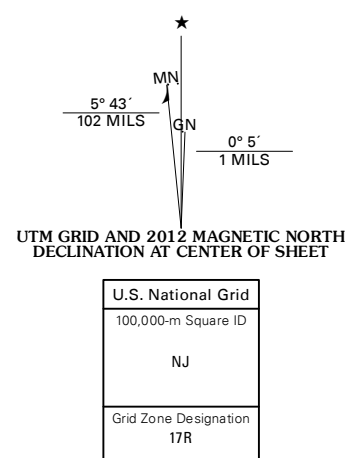 ★
MN
5° 43´
102 MILS
GN
0° 5´
1 MILS
UTM GRID AND 2012 MAGNETIC NORTH
DECLINATION AT CENTER OF SHEET
U.S. National Grid
100,000-m Square ID
NJ
Grid Zone Designation
17R